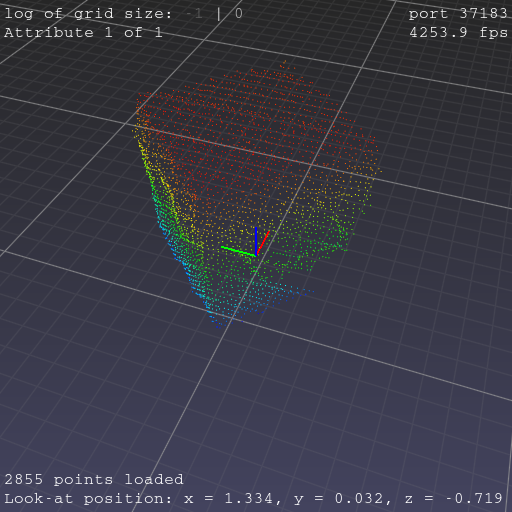 log of grid size: -1 | 0
port 37183
Attribute 1 of 1
4253.9 fps
2855 points loaded
Look-at position: x = 1.334, y = 0.032, z = -0.719